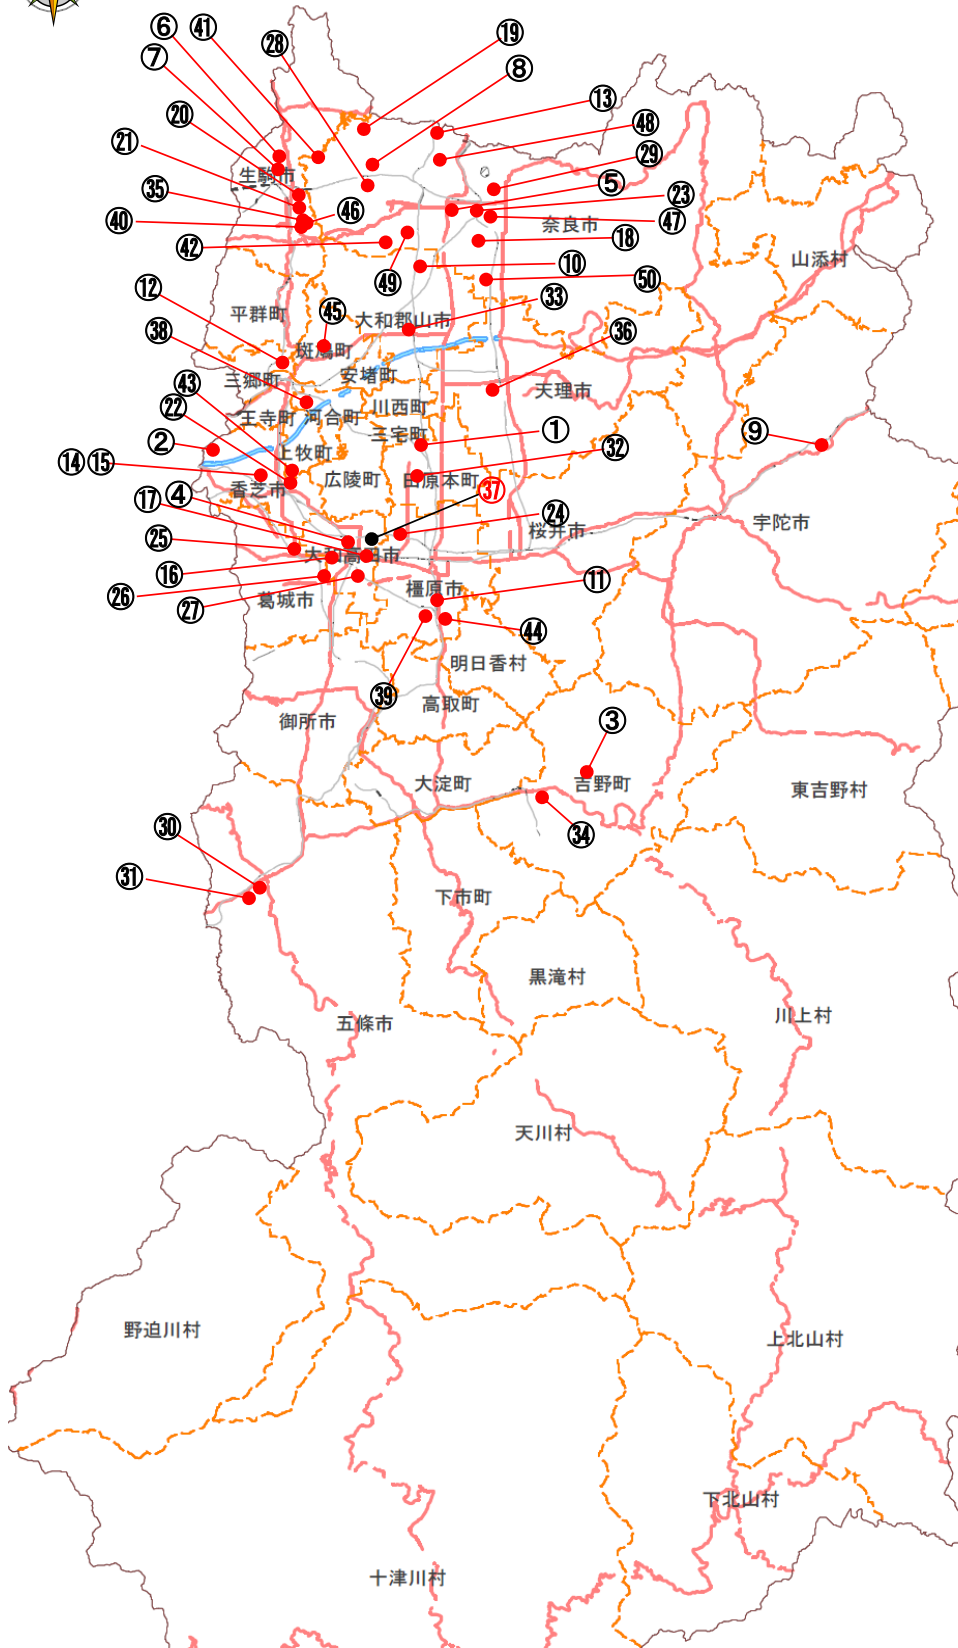 ⑥ ㊶ ㉘ ⑲
⑦ ⑧
⑳ ⑬
㉑ ㊽
生駒市 ㉙
㉟ ⑤ ㉓
㊵ ㊻ 奈良市 ㊼
㊷ ⑱
㊾ ⑩ 山添村
⑫ ㊿
平群町 ㊺ 大和郡山市 ㉝
㊳ 斑鳩町 ㊱
三郷町 安堵町 天理市
㊸
㉒ 王寺町 河合町 川西町
② 三宅町 ① ⑨
上牧町 ㉜
⑭ ⑮ 香芝市 広陵町 田原本町
⑰ ④ ㊲
㉔ 桜井市 宇陀市
㉕ 大和高田市
⑯
㉖ ㉗ 葛城市 橿原市 ⑪
㊹
明日香村
㊴ 高取町
御所市 ③
大淀町 吉野町 東吉野村
㉚ ㉞
㉛
下市町
黒滝村
五條市 川上村
天川村
野迫川村 上北山村
下北山村
十津川村